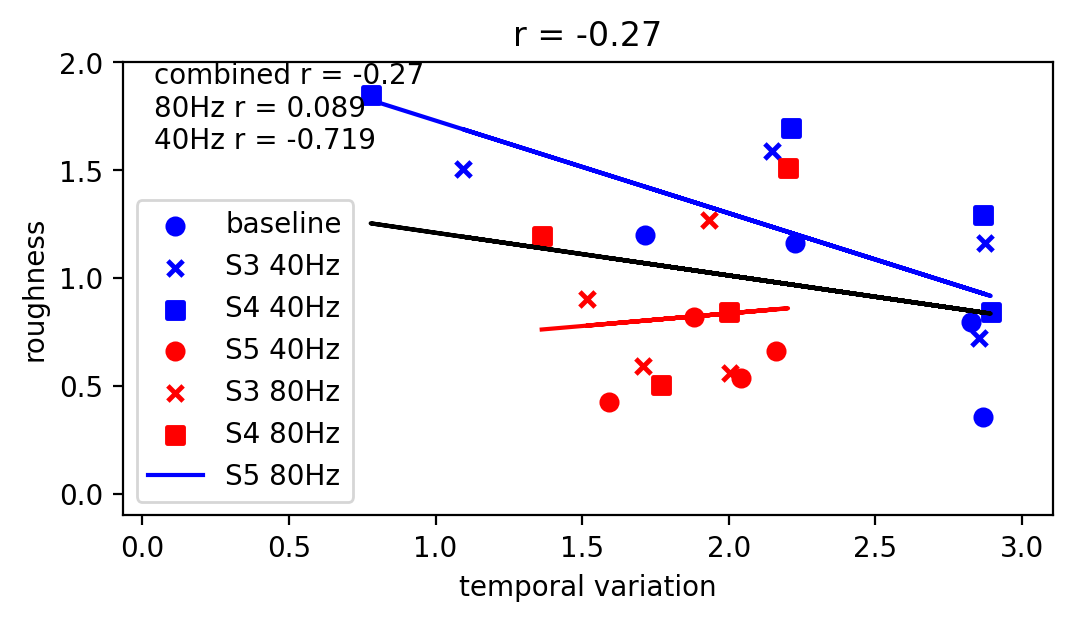 r = -0.27
combined r = -0.27
80Hz r = 0.089
40Hz r = -0.719
2.0
1.5
1.0
0.5
0.0
roughness
baseline
S3 40Hz
S4 40Hz
S5 40Hz
S3 80Hz
S4 80Hz
S5 80Hz
0.0 0.5 1.0 1.5 2.0 2.5 3.0
temporal variation